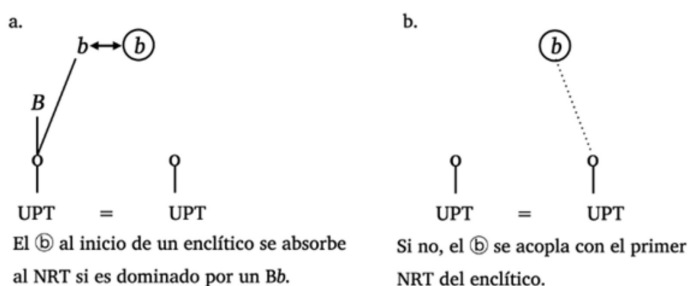 a.
b ↔ ⓑ
B
o o
UPT = UPT
El ⓑ al inicio de un enclítico se absorbe
al NRT si es dominado por un Bb.
b.
ⓑ
o o
UPT = UPT
Si no, el ⓑ se acopla con el primer
NRT del enclítico.